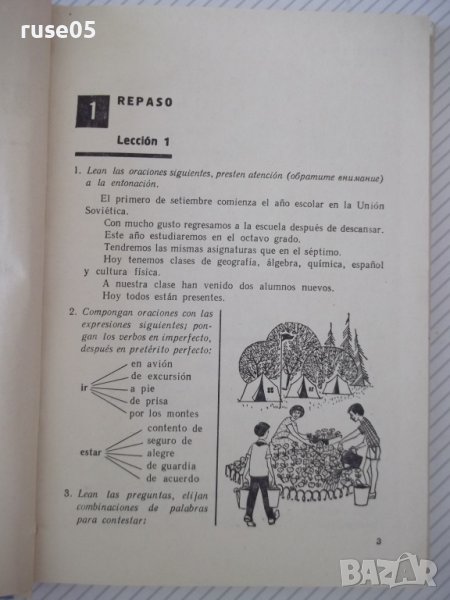 ruse05
1
REPASO
Lección 1
1. Lean las oraciones siguientes, presten atención (обратите внимание)
a la entonación.
El primero de setiembre comienza el año escolar en la Unión
Soviética.
Con mucho gusto regresamos a la escuela después de descansar.
Este año estudiaremos en el octavo grado.
Tendremos las mismas asignaturas que en el séptimo.
Hoy tenemos clases de geografía, álgebra, química, español
y cultura física.
A nuestra clase han venido dos alumnos nuevos.
Hoy todos están presentes.
2. Compongan oraciones con las
expresiones siguientes; pon-
gan los verbos en imperfecto,
después en pretérito perfecto:
en avión
de excursión
ir a pie
de prisa
por los montes
contento de
seguro de
estar alegre
de guardia
de acuerdo
3. Lean las preguntas, elijan
combinaciones de palabras
para contestar:
3
BAZAR